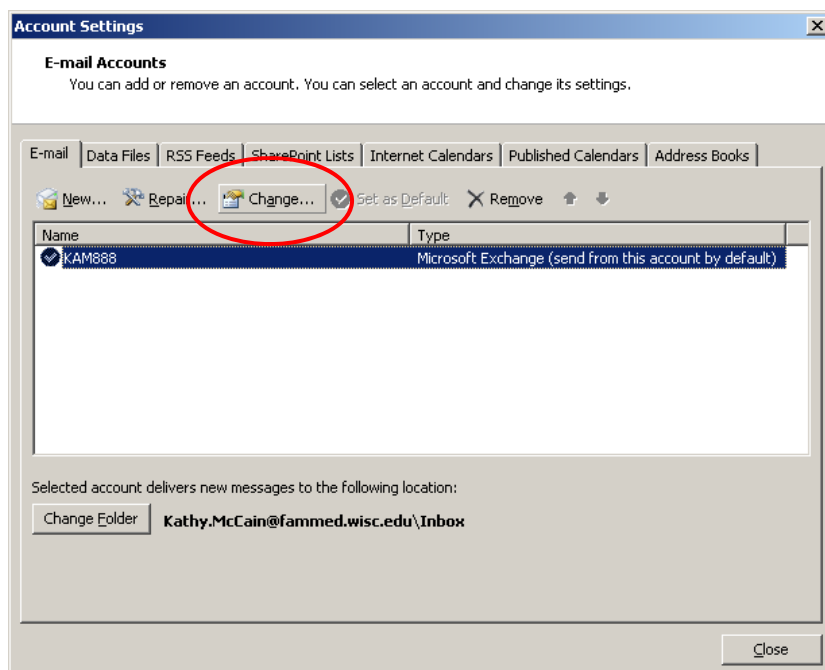 Account Settings
E-mail Accounts
You can add or remove an account. You can select an account and change its settings.
E-mail Data Files RSS Feeds SharePoint Lists Internet Calendars Published Calendars Address Books
New... Repair... Change... Set as Default Remove
Name Type
KAM888 Microsoft Exchange (send from this account by default)
Selected account delivers new messages to the following location:
Change Folder Kathy.McCain@fammed.wisc.edu\Inbox
Close